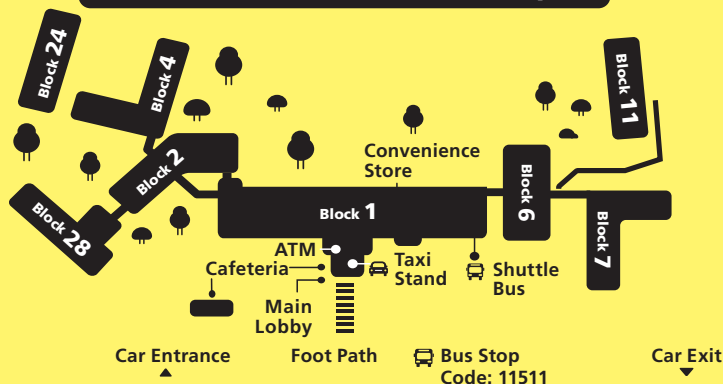 Block 24
Block 4
Block 11
Convenience
Store
Block 2
Block 6
Block 1
Block 28
Block 7
ATM
Taxi
Stand
Cafeteria
Shuttle
Bus
Main
Lobby
Car Entrance
Foot Path
Bus Stop
Code: 11511
Car Exit